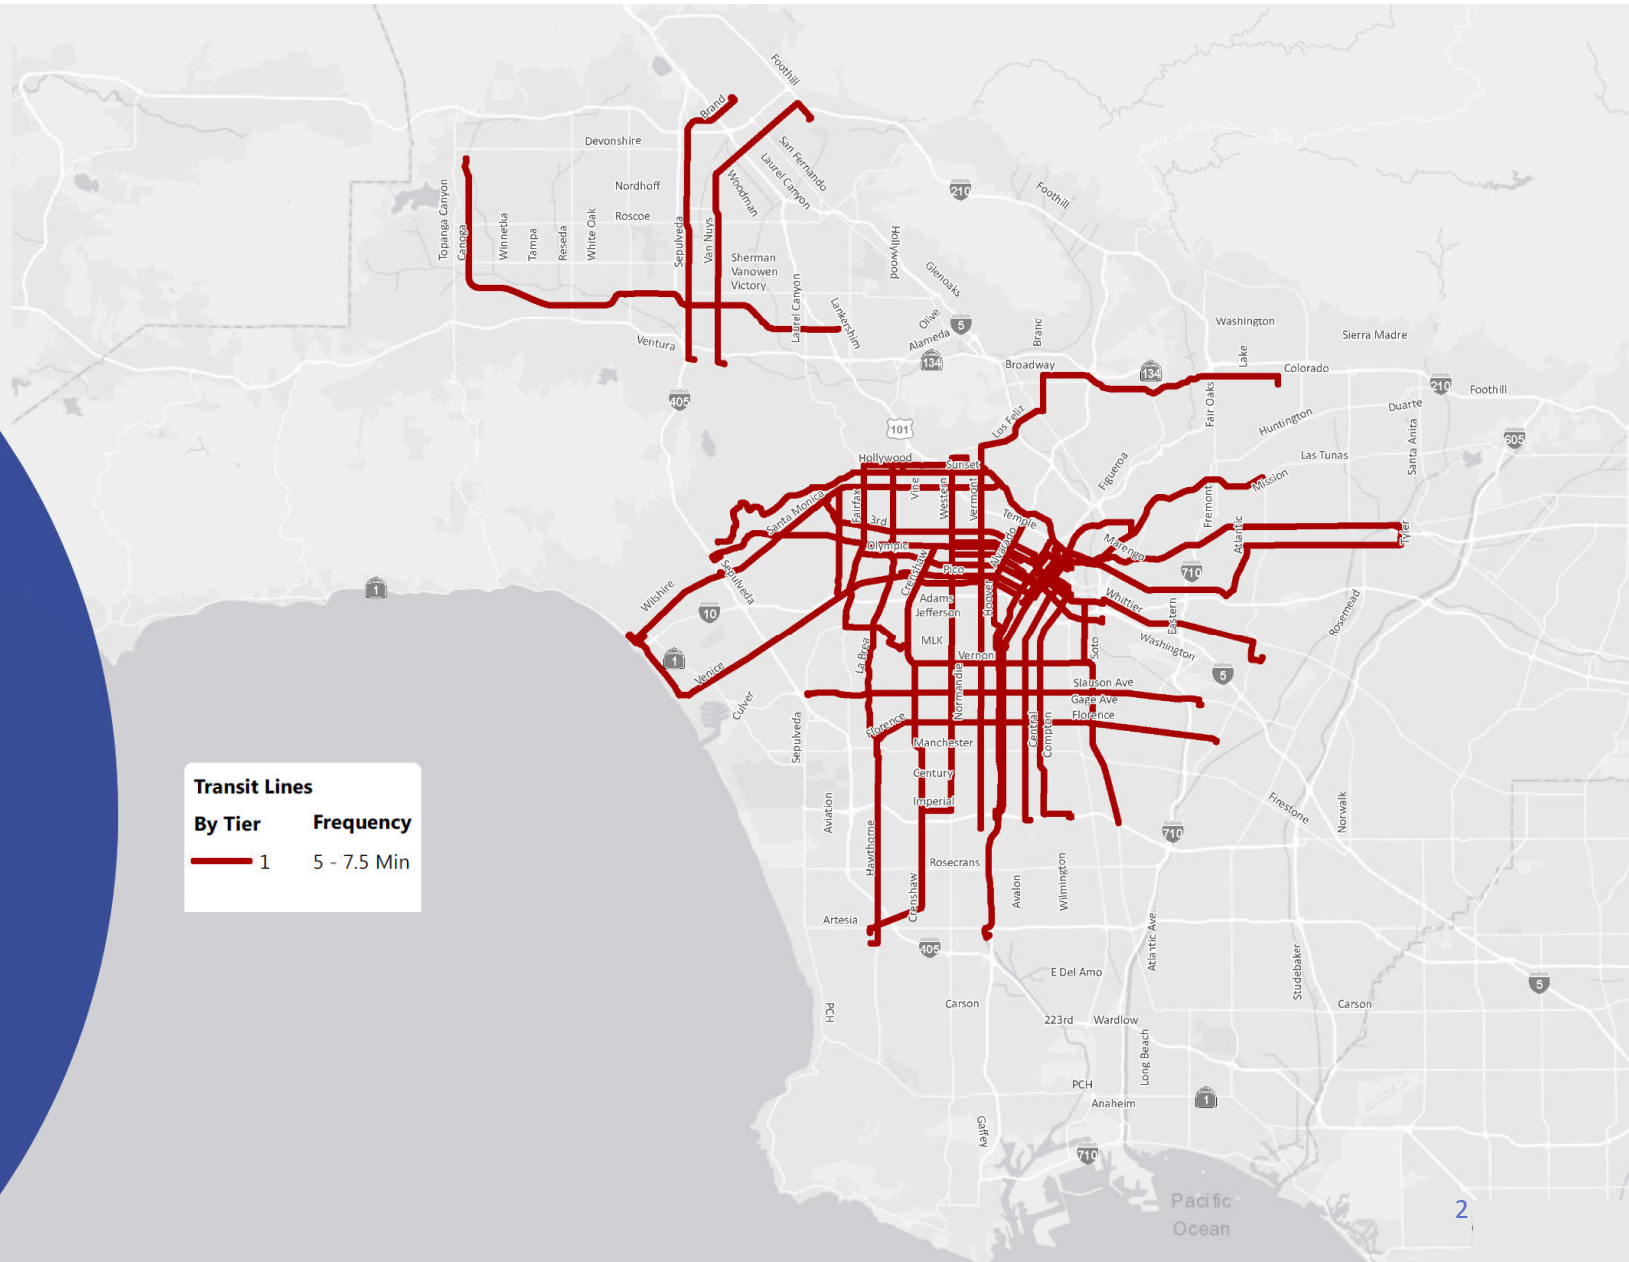 Foothill
Brand
Devonshire
San Fernando
Laurel Canyon
Woodman
Nordhoff
Roscoe
Topanga Canyon
Canoga
Winnetka
Tampa
Reseda
White Oak
Sepulveda
Van Nuys
Sherman
Vanowen
Victory
Laurel Canyon
Lankershim
Hollywood
Glenoaks
210
Foothill
Olive
5
Alameda
134
Ventura
405
101
Brand
Broadway
134
Washington
Sierra Madre
Lake
Colorado
210
Foothill
Los Feliz
Fair Oaks
Huntington
Duarte
Santa Anita
605
Las Tunas
Hollywood
Sunset
Figueroa
Mission
Santa Monica
Fairfax
Vine
Western
Vermont
Fremont
3rd
Temple
Atlantic
Tyler
Olympic
Alvarado
Marengo
Crenshaw
Pico
710
Sepulveda
Wilshire
1
10
Adams
Jefferson
Hoover
Whittier
Eastern
Rosemead
MLK
Washington
La Brea
Vernon
Soto
1
Venice
5
Culver
Slauson Ave
Gage Ave
Florence
Normandie
Florence
Sepulveda
Manchester
Central
Compton
Century
Imperial
Aviation
Hawthorne
Firestone
Norwalk
710
Rosecrans
Crenshaw
Avalon
Wilmington
Artesia
405
Atlantic Ave
Studebaker
E Del Amo
5
PCH
Carson
Carson
223rd
Wardlow
Long Beach
PCH
Anaheim
1
Gaffey
710
Pacific
Ocean
Transit Lines
By Tier Frequency
1 5 - 7.5 Min
2